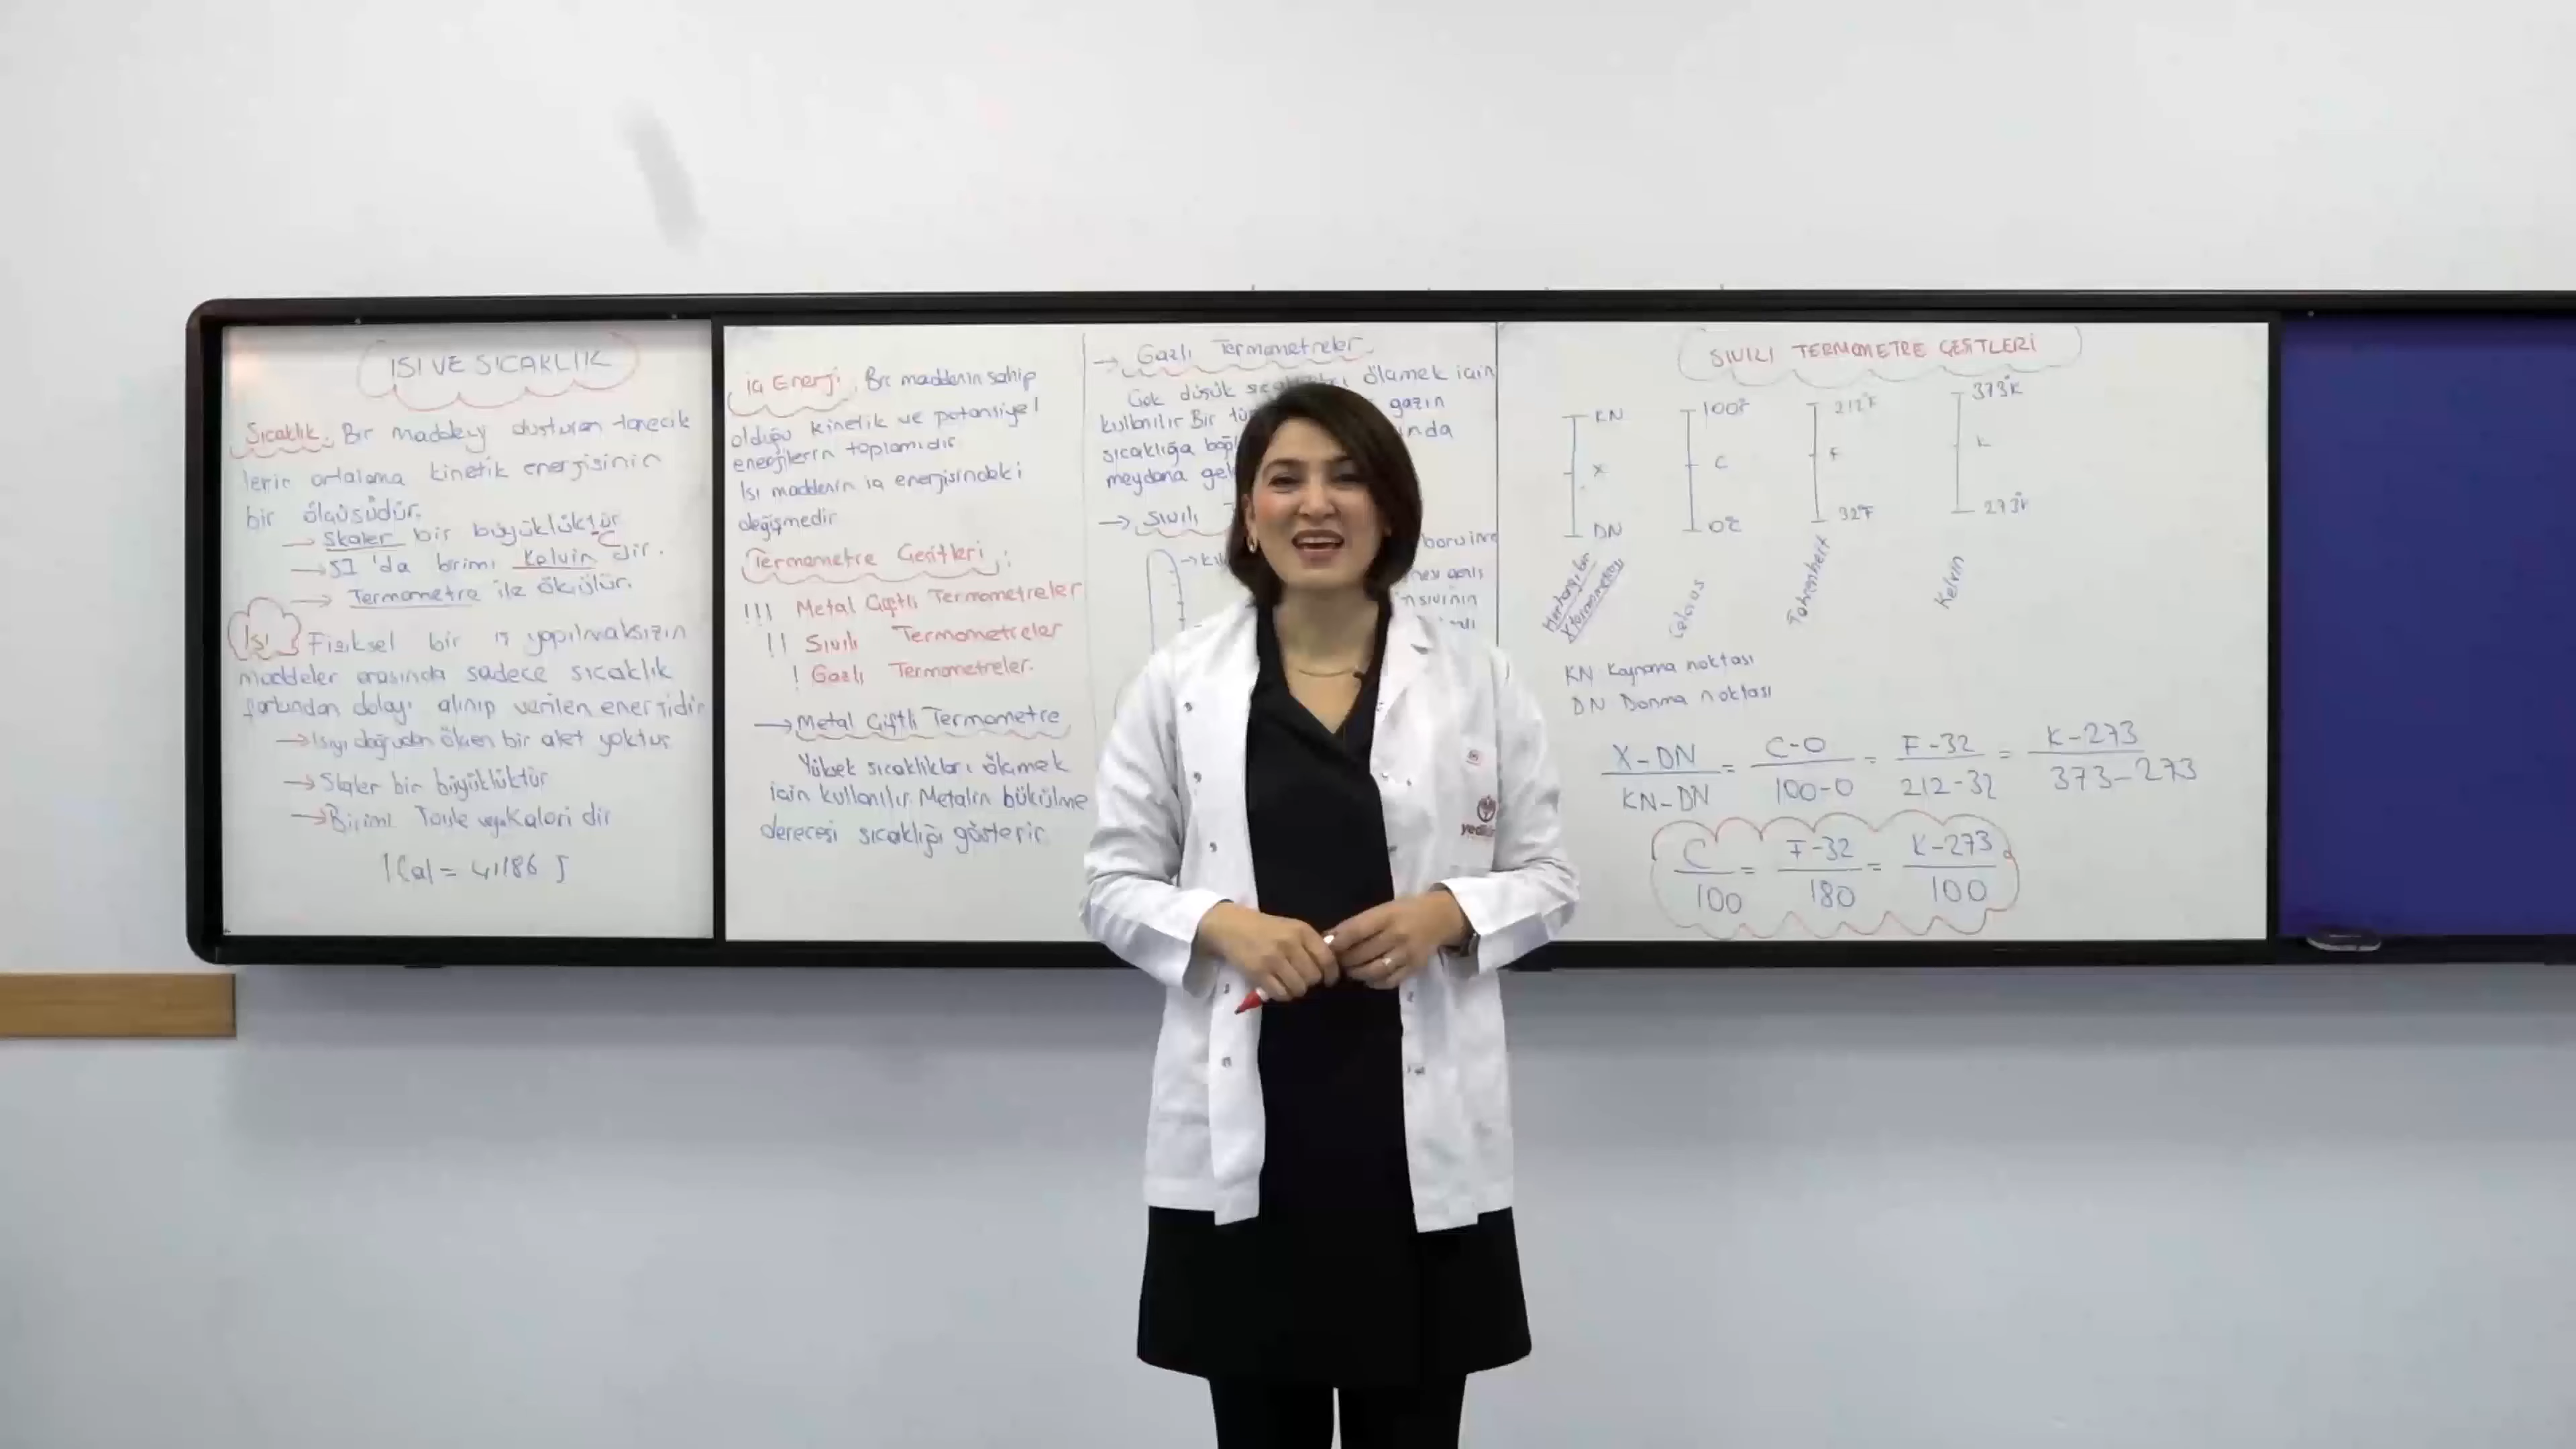 ISI VE SICAKLIK
Sıcaklık: Bir maddeyi oluşturan tanecik
lerin ortalama kinetik enerjisinin
bir ölçüsüdür.
→ Skaler bir büyüklüktür
→ SI 'da birimi Kelvin dir.
°C
→ Termometre ile ölçülür.
Isı Fiziksel bir iş yapılmaksızın
maddeler arasında sadece sıcaklık
farkından dolayı alınıp verilen enerjidir
→ Isıyı doğrudan ölçen bir alet yoktur
→ Skaler bir büyüklüktür
→ Birimi Joule veya Kalori dir
1 Cal = 4,186 J
İç Enerji: Bir maddenin sahip
olduğu kinetik ve potansiyel
enerjilerin toplamıdır
Isı maddenin iç enerjisindeki
değişmedir
Termometre Çeşitleri:
!!! Metal Çiftli Termometreler
!! Sıvılı Termometreler
! Gazlı Termometreler.
→ Metal Çiftli Termometre
Yüksek sıcaklıkları ölçmek
için kullanılır. Metalin bükülme
derecesi sıcaklığı gösterir.
→ Gazlı Termometreler
Çok düşük ölçmek için
kullanılır Bir gazın
sıcaklığa
meydana
→ Sıvılı
SIVILI TERMOMETRE ÇEŞİTLERİ
KN 100°C 212°F 373°K
X C F K
DN 0°C 32°F 273°K
Herhangi bir X termometresi
Celcius
Fahrenheit
Kelvin
KN Kaynama noktası
DN Donma noktası
X-DN / KN-DN = C-0 / 100-0 = F-32 / 212-32 = K-273 / 373-273
C / 100 = F-32 / 180 = K-273 / 100